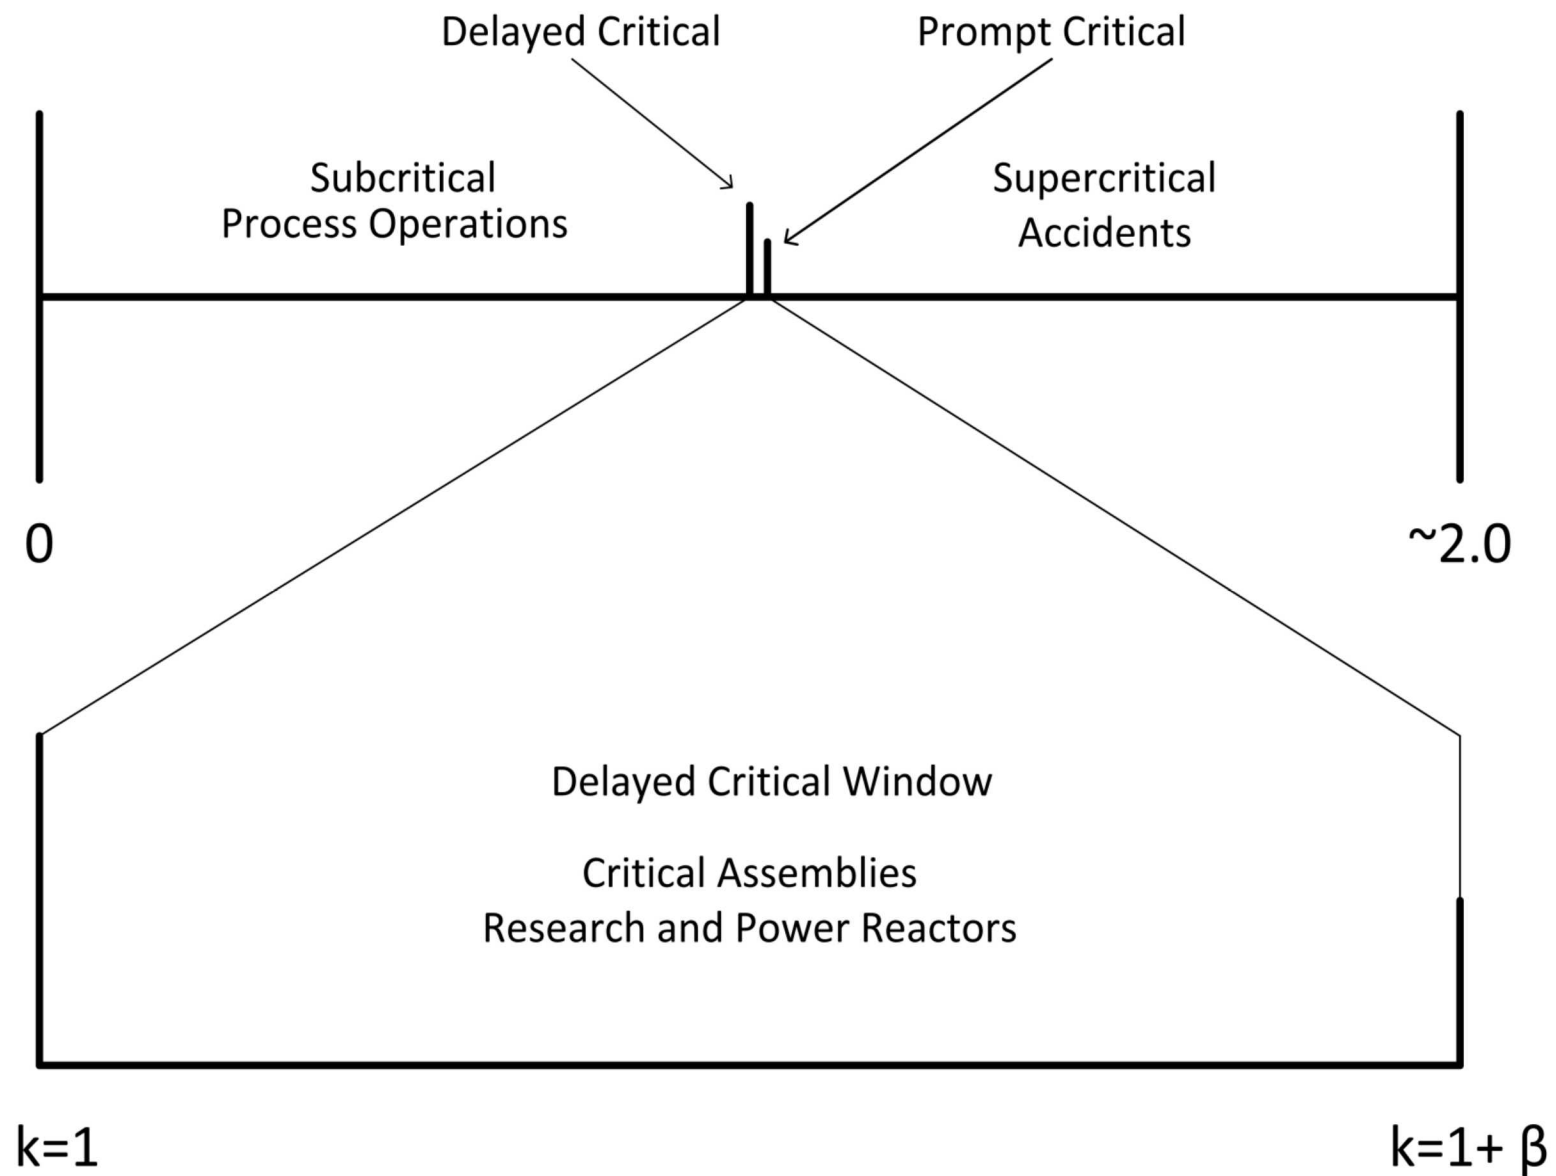 Delayed Critical
Prompt Critical
Subcritical
Process Operations
Supercritical
Accidents
0
~2.0
Delayed Critical Window
Critical Assemblies
Research and Power Reactors
k=1
k=1+ β